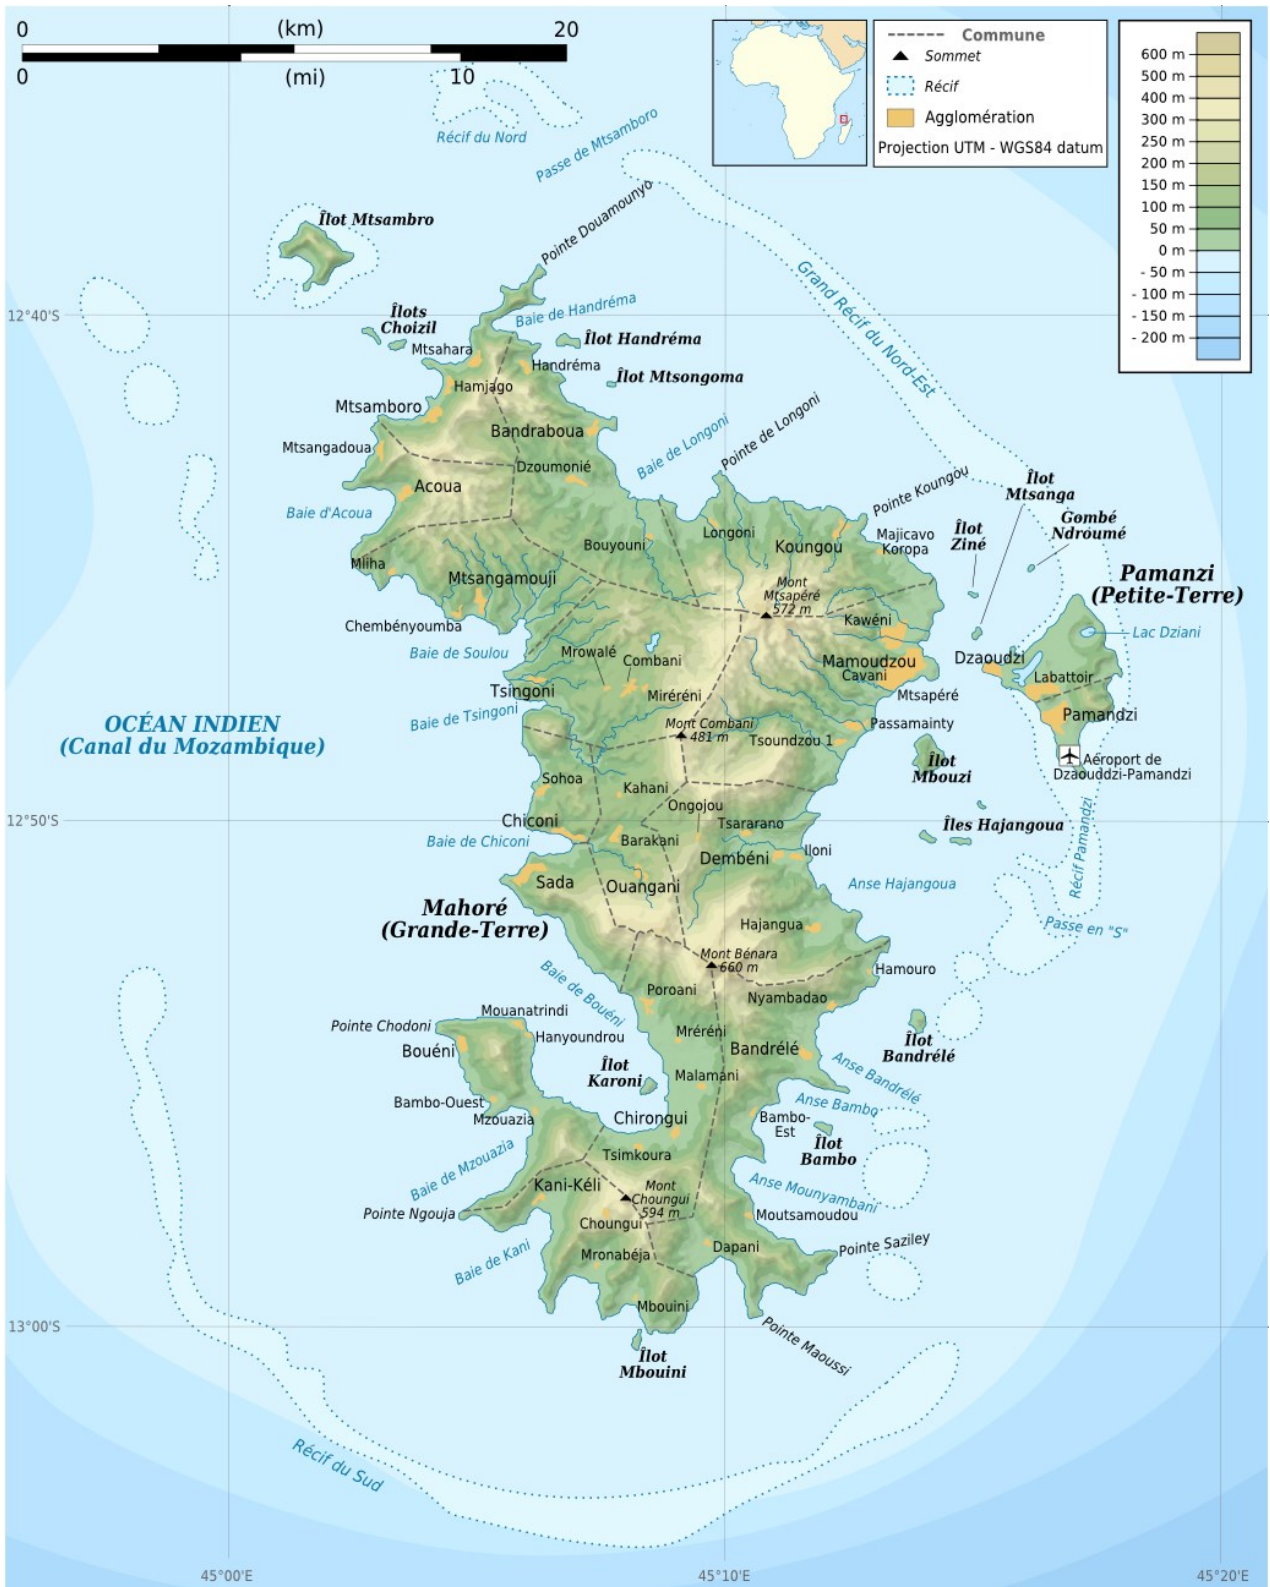 0 (km) 20
0 (mi) 10
Commune
Sommet
Récif
Agglomération
Projection UTM - WGS84 datum
600 m
500 m
400 m
300 m
250 m
200 m
150 m
100 m
50 m
0 m
- 50 m
- 100 m
- 150 m
- 200 m
Récif du Nord
Passe de Mtsamboro
Pointe Douamounyo
Îlot Mtsambro
Grand Récif du Nord-Est
Baie de Handréma
12°40'S
Îlots
Choizil
Îlot Handréma
Mtsahara
Handréma
Îlot Mtsongoma
Hamjago
Mtsamboro
Bandraboua
Pointe de Longoni
Baie de Longoni
Mtsangadoua
Dzoumonié
Acoua
Pointe Koungou
Îlot
Mtsanga
Baie d'Acoua
Gombé
Ndroumé
Îlot
Ziné
Longoni
Koungou
Majicavo
Koropa
Bouyouni
Mliha
Mtsangamouji
Mont
Mtsapéré
572 m
Pamanzi
(Petite-Terre)
Chembényoumba
Kawéni
Lac Dziani
Baie de Soulou
Mrowalé
Combani
Mamoudzou
Cavani
Dzaoudzi
Labattoir
Tsingoni
Miréréni
Mtsapéré
Baie de Tsingoni
Mont Combani
481 m
Passamainty
Pamandzi
OCÉAN INDIEN
(Canal du Mozambique)
Tsoundzou 1
Îlot
Mbouzi
Aéroport de
Dzaouddzi-Pamandzi
Sohoa
Kahani
Ongojou
12°50'S
Chiconi
Tsararano
Îles Hajangoua
Baie de Chiconi
Barakani
Dembéni
Iloni
Récif Pamandzi
Sada
Ouangani
Anse Hajangoua
Mahoré
(Grande-Terre)
Hajangua
Passe en "S"
Mont Bénara
660 m
Hamouro
Baie de Bouéni
Poroani
Nyambadao
Mouanatrindi
Pointe Chodoni
Hanyoundrou
Mréréni
Bouéni
Bandrélé
Îlot
Bandrélé
Îlot
Karoni
Malamani
Anse Bandrélé
Bambo-Ouest
Anse Bambo
Mzouazia
Chirongui
Bambo-
Est
Îlot
Bambo
Tsimkoura
Baie de Mzouazia
Kani-Kéli
Mont
Choungui
594 m
Anse Mounyambani
Pointe Ngouja
Choungui
Moutsamoudou
Baie de Kani
Mronabéja
Dapani
Pointe Saziley
Mbouini
13°00'S
Pointe Maoussi
Îlot
Mbouini
Récif du Sud
45°00'E
45°10'E
45°20'E